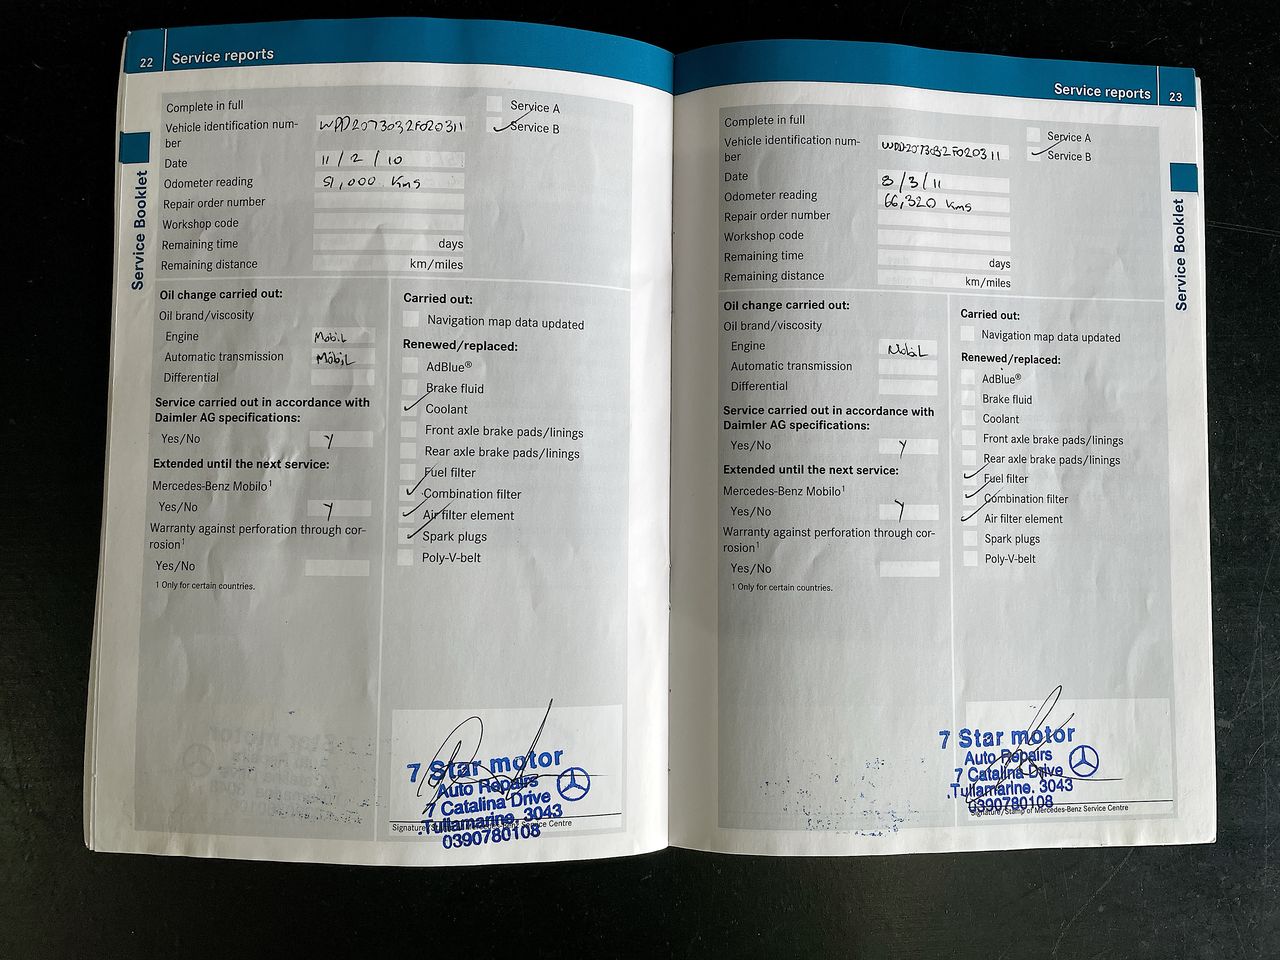 22 Service reports
Complete in full
Service A
Vehicle identification num-
ber
WDD2073032F020311
Service B
Date
11/2/10
Odometer reading
51,000 Kms
Repair order number
Workshop code
Remaining time
days
Remaining distance
km/miles
Service Booklet
Oil change carried out:
Oil brand/viscosity
Engine
Mobil
Automatic transmission
Mobil
Differential
Service carried out in accordance with
Daimler AG specifications:
Yes/No
Y
Extended until the next service:
Mercedes-Benz Mobilo¹
Yes/No
Y
Warranty against perforation through cor-
rosion¹
Yes/No
1 Only for certain countries.
Carried out:
Navigation map data updated
Renewed/replaced:
AdBlue®
Brake fluid
Coolant
Front axle brake pads/linings
Rear axle brake pads/linings
Fuel filter
Combination filter
Air filter element
Spark plugs
Poly-V-belt
7 Star motor
Auto Repairs
7 Catalina Drive
.Tullamarine. 3043
0390780108
Service reports 23
Complete in full
Service A
Vehicle identification num-
ber
WDD2073032F020311
Service B
Date
8/3/11
Odometer reading
66,320 kms
Repair order number
Workshop code
Remaining time
days
Remaining distance
km/miles
Service Booklet
Oil change carried out:
Oil brand/viscosity
Engine
Mobil
Automatic transmission
Differential
Service carried out in accordance with
Daimler AG specifications:
Yes/No
Y
Extended until the next service:
Mercedes-Benz Mobilo¹
Yes/No
Y
Warranty against perforation through cor-
rosion¹
Yes/No
1 Only for certain countries.
Carried out:
Navigation map data updated
Renewed/replaced:
AdBlue®
Brake fluid
Coolant
Front axle brake pads/linings
Rear axle brake pads/linings
Fuel filter
Combination filter
Air filter element
Spark plugs
Poly-V-belt
7 Star motor
Auto Repairs
7 Catalina Drive
.Tullamarine. 3043
0390780108
Signature/Stamp of Mercedes-Benz Service Centre